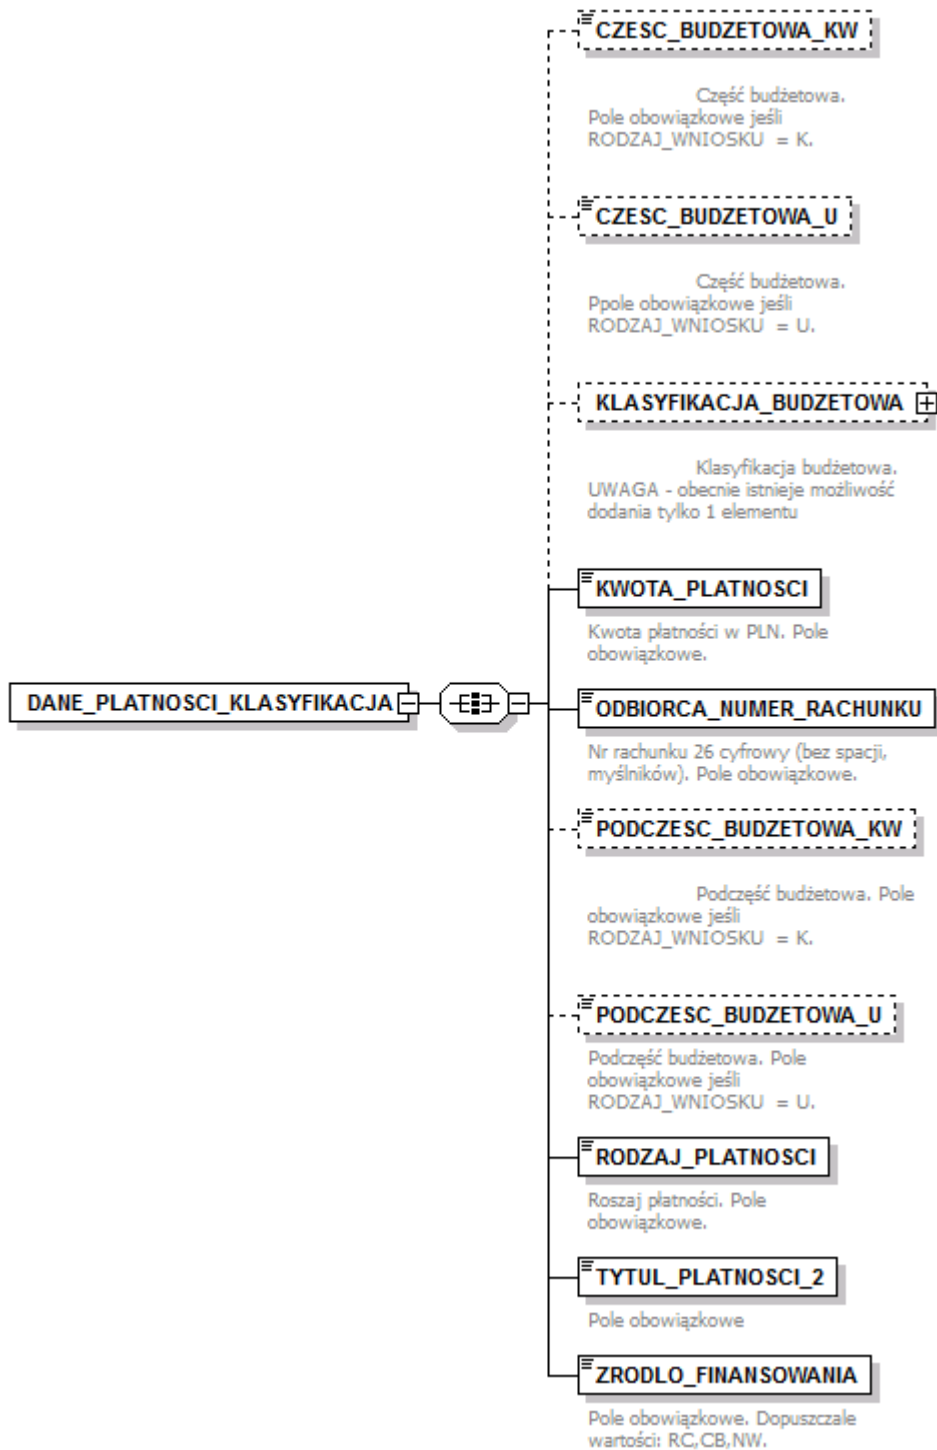 CZESC_BUDZETOWA_KW
Część budżetowa.
Pole obowiązkowe jeśli
RODZAJ_WNIOSKU = K.
CZESC_BUDZETOWA_U
Część budżetowa.
Ppole obowiązkowe jeśli
RODZAJ_WNIOSKU = U.
KLASYFIKACJA_BUDZETOWA
Klasyfikacja budżetowa.
UWAGA - obecnie istnieje możliwość
dodania tylko 1 elementu
KWOTA_PLATNOSCI
Kwota płatności w PLN. Pole
obowiązkowe.
DANE_PLATNOSCI_KLASYFIKACJA
ODBIORCA_NUMER_RACHUNKU
Nr rachunku 26 cyfrowy (bez spacji,
myślników). Pole obowiązkowe.
PODCZESC_BUDZETOWA_KW
Podczęść budżetowa. Pole
obowiązkowe jeśli
RODZAJ_WNIOSKU = K.
PODCZESC_BUDZETOWA_U
Podczęść budżetowa. Pole
obowiązkowe jeśli
RODZAJ_WNIOSKU = U.
RODZAJ_PLATNOSCI
Roszaj płatności. Pole
obowiązkowe.
TYTUL_PLATNOSCI_2
Pole obowiązkowe
ZRODLO_FINANSOWANIA
Pole obowiązkowe. Dopuszczale
wartości: RC,CB,NW.